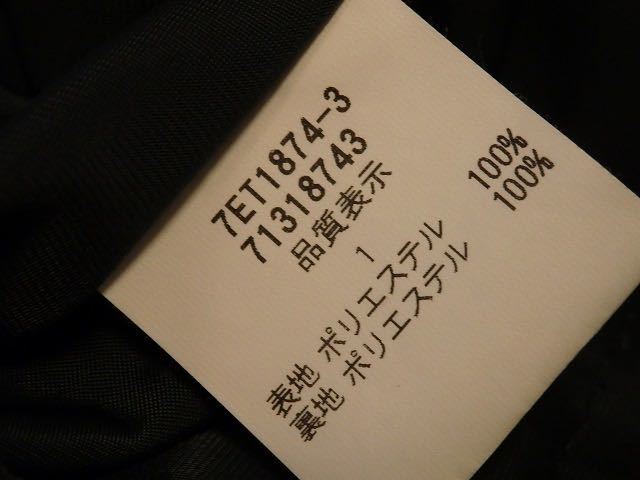 7ET1874-3
71318743
品質表示
1
表地 ポリエステル 100%
裏地 ポリエステル 100%